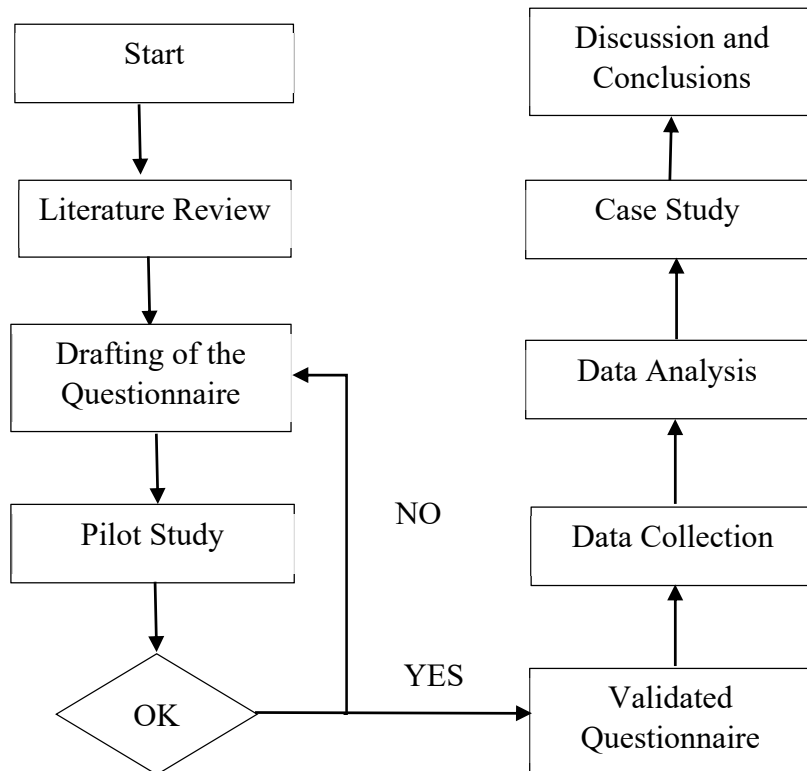 Start
Literature Review
Drafting of the
Questionnaire
Pilot Study
OK
NO
YES
Validated
Questionnaire
Data Collection
Data Analysis
Case Study
Discussion and
Conclusions